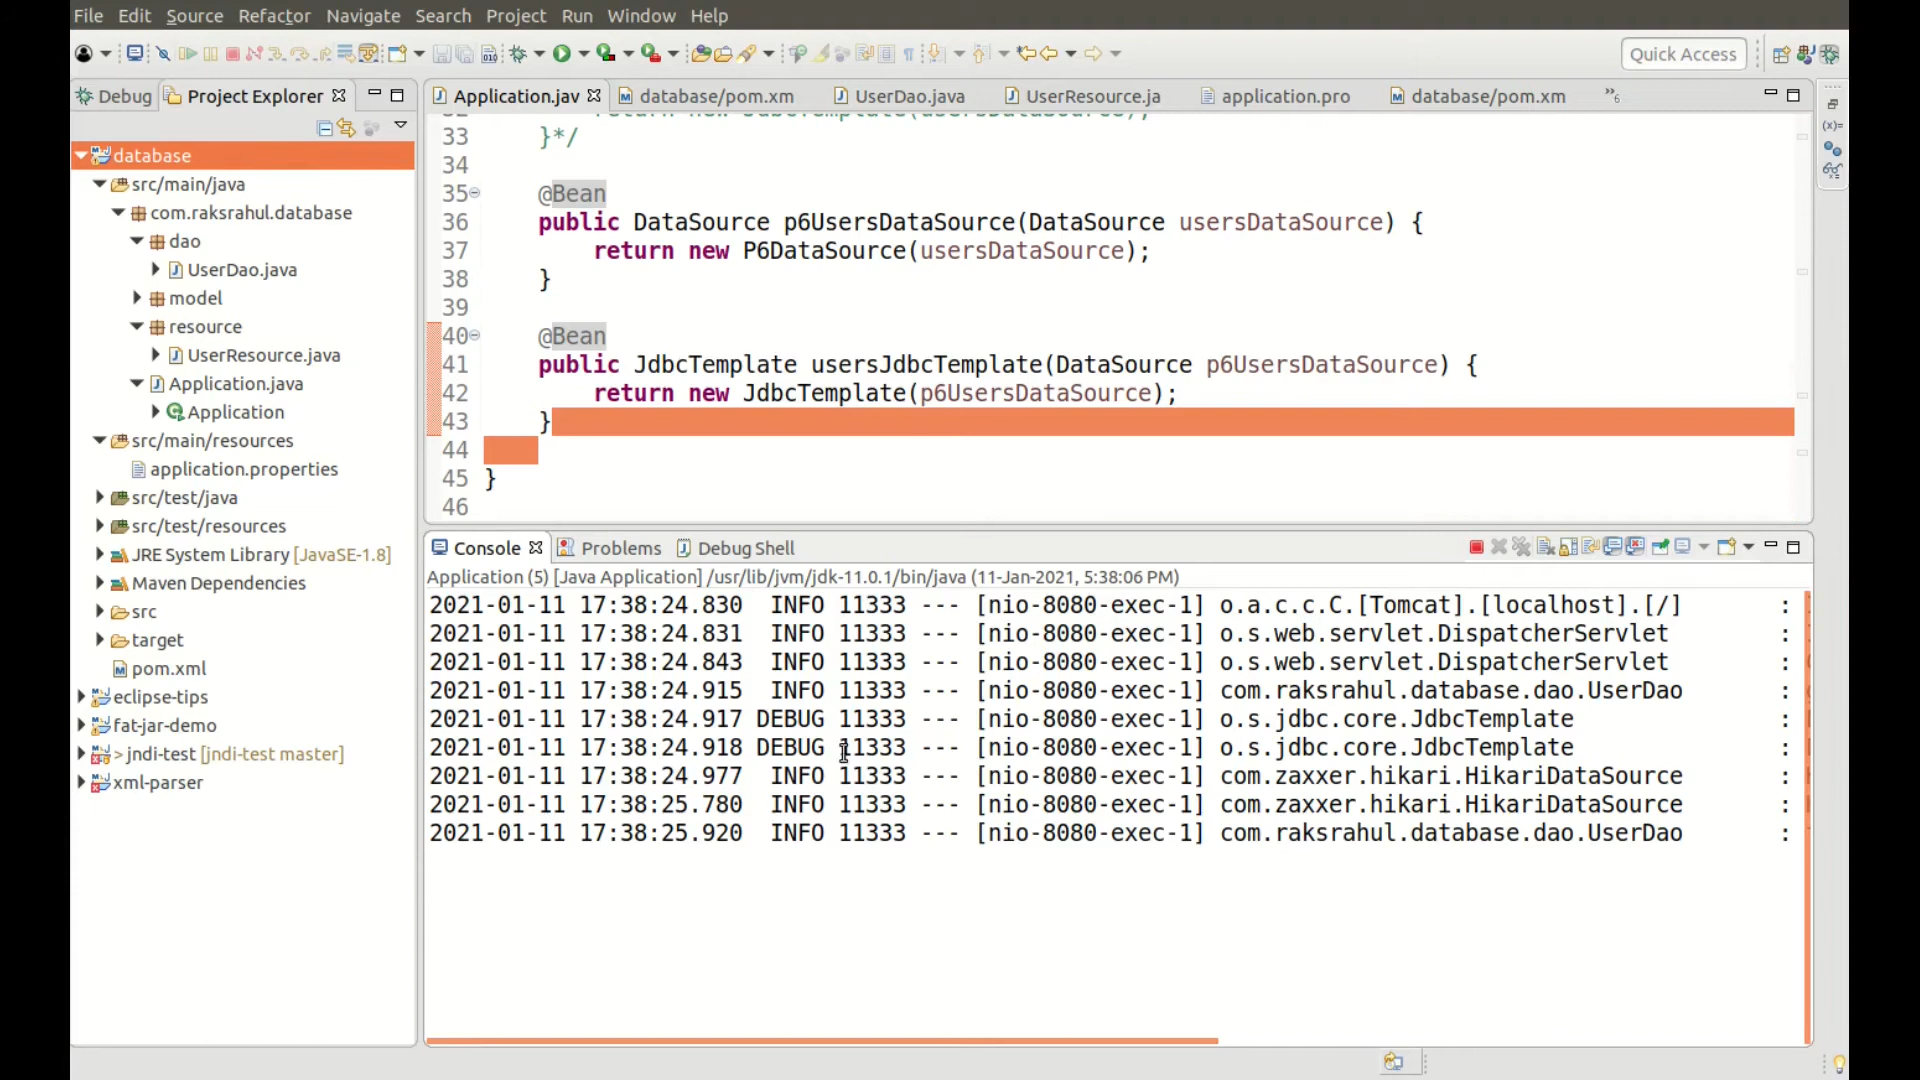 File Edit Source Refactor Navigate Search Project Run Window Help
Quick Access
Debug Project Explorer
Application.jav database/pom.xm UserDao.java UserResource.ja application.pro database/pom.xm »6
database
src/main/java
com.raksrahul.database
dao
UserDao.java
model
resource
UserResource.java
Application.java
Application
src/main/resources
application.properties
src/test/java
src/test/resources
JRE System Library [JavaSE-1.8]
Maven Dependencies
src
target
pom.xml
eclipse-tips
fat-jar-demo
> jndi-test [jndi-test master]
xml-parser
32 return new JdbcTemplate(usersDataSource);
33 }*/
34
35 @Bean
36 public DataSource p6UsersDataSource(DataSource usersDataSource) {
37 return new P6DataSource(usersDataSource);
38 }
39
40 @Bean
41 public JdbcTemplate usersJdbcTemplate(DataSource p6UsersDataSource) {
42 return new JdbcTemplate(p6UsersDataSource);
43 }
44
45 }
46
Console Problems Debug Shell
Application (5) [Java Application] /usr/lib/jvm/jdk-11.0.1/bin/java (11-Jan-2021, 5:38:06 PM)
2021-01-11 17:38:24.830 INFO 11333 --- [nio-8080-exec-1] o.a.c.c.C.[Tomcat].[localhost].[/] :
2021-01-11 17:38:24.831 INFO 11333 --- [nio-8080-exec-1] o.s.web.servlet.DispatcherServlet :
2021-01-11 17:38:24.843 INFO 11333 --- [nio-8080-exec-1] o.s.web.servlet.DispatcherServlet :
2021-01-11 17:38:24.915 INFO 11333 --- [nio-8080-exec-1] com.raksrahul.database.dao.UserDao :
2021-01-11 17:38:24.917 DEBUG 11333 --- [nio-8080-exec-1] o.s.jdbc.core.JdbcTemplate :
2021-01-11 17:38:24.918 DEBUG 11333 --- [nio-8080-exec-1] o.s.jdbc.core.JdbcTemplate :
2021-01-11 17:38:24.977 INFO 11333 --- [nio-8080-exec-1] com.zaxxer.hikari.HikariDataSource :
2021-01-11 17:38:25.780 INFO 11333 --- [nio-8080-exec-1] com.zaxxer.hikari.HikariDataSource :
2021-01-11 17:38:25.920 INFO 11333 --- [nio-8080-exec-1] com.raksrahul.database.dao.UserDao :